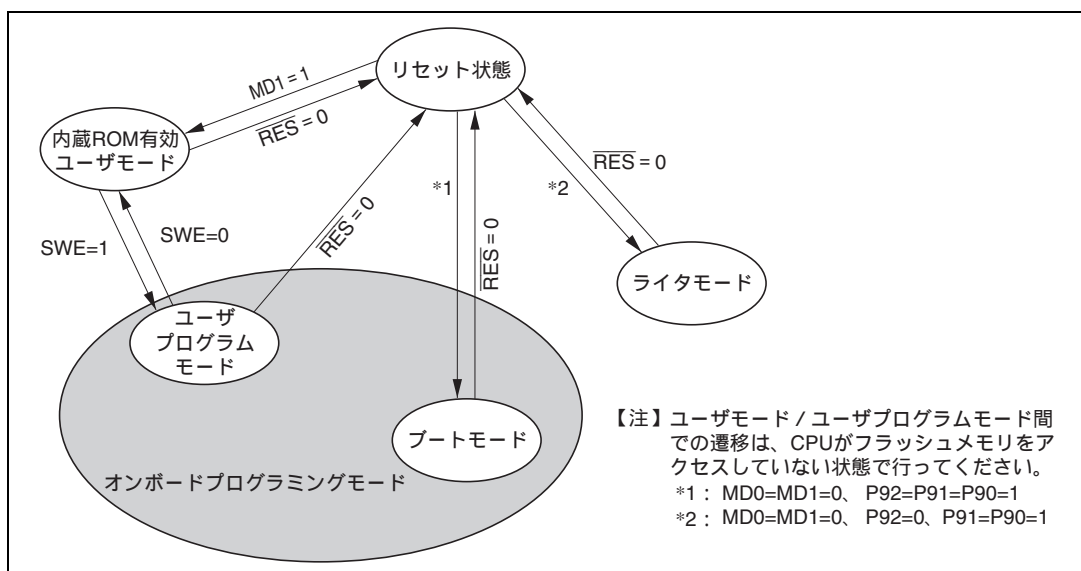 リセット状態
MD1 = 1
RES = 0
内蔵ROM有効
ユーザモード
SWE=1
SWE=0
RES = 0
*1
RES = 0
*2
RES = 0
ライタモード
ユーザ
プログラム
モード
ブートモード
オンボードプログラミングモード
【注】ユーザモード / ユーザプログラムモード間
での遷移は、CPUがフラッシュメモリをア
クセスしていない状態で行ってください。
*1 : MD0=MD1=0、 P92=P91=P90=1
*2 : MD0=MD1=0、 P92=0、P91=P90=1